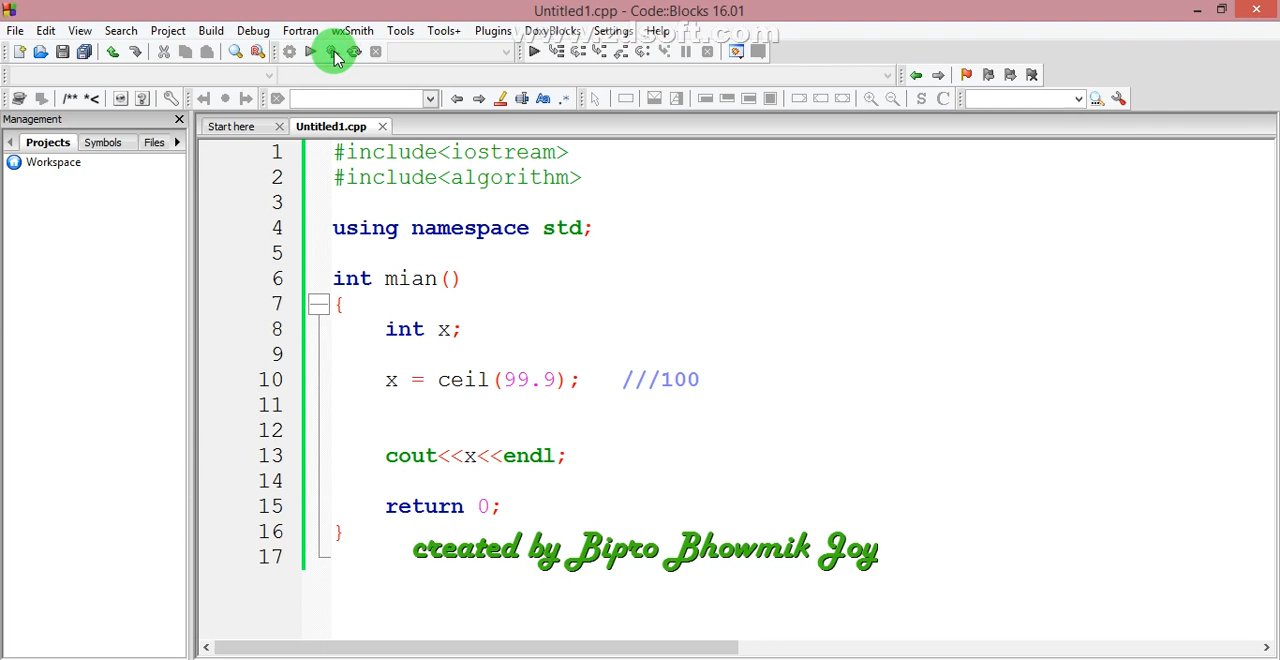 Untitled1.cpp - Code::Blocks 16.01
File Edit View Search Project Build Debug Fortran wxSmith Tools Tools+ Plugins DoxyBlocks Settings Help
www.zdsoft.com
/** *<
S C
Management
Projects Symbols Files
Workspace
Start here Untitled1.cpp
1 #include<iostream>
2 #include<algorithm>
3
4 using namespace std;
5
6 int mian()
7 {
8 int x;
9
10 x = ceil(99.9); ///100
11
12
13 cout<<x<<endl;
14
15 return 0;
16 }
17
created by Bipro Bhowmik Joy